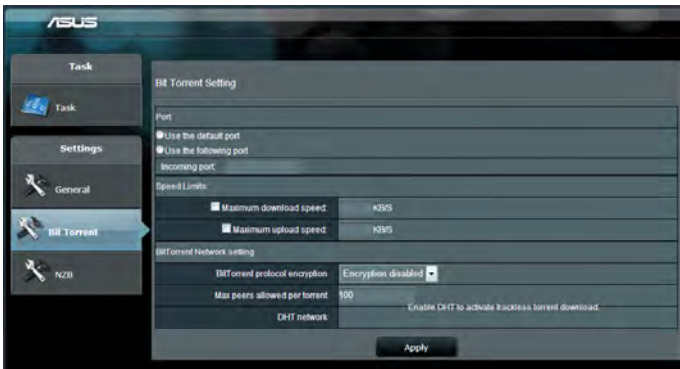 ASUS
Task
Task
Settings
General
Bit Torrent
NZB
Bit Torrent Setting
Port
Use the default port
Use the following port
Incoming port:
Speed Limits:
Maximum download speed: KB/S
Maximum upload speed: KB/S
BitTorrent Network setting
BitTorrent protocol encryption Encryption disabled
Max peers allowed per torrent 100
DHT network Enable DHT to activate trackless torrent download.
Apply